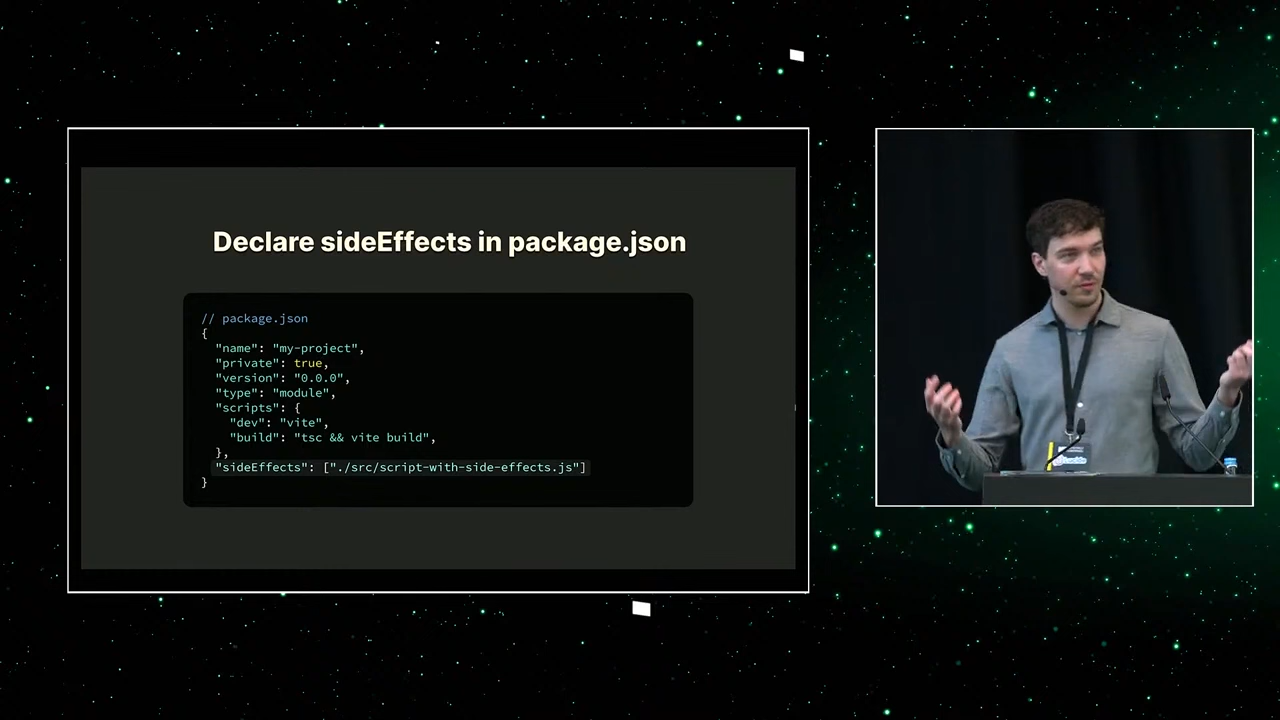 Declare sideEffects in package.json
// package.json
{
"name": "my-project",
"private": true,
"version": "0.0.0",
"type": "module",
"scripts": {
"dev": "vite",
"build": "tsc && vite build",
},
"sideEffects": ["./src/script-with-side-effects.js"]
}